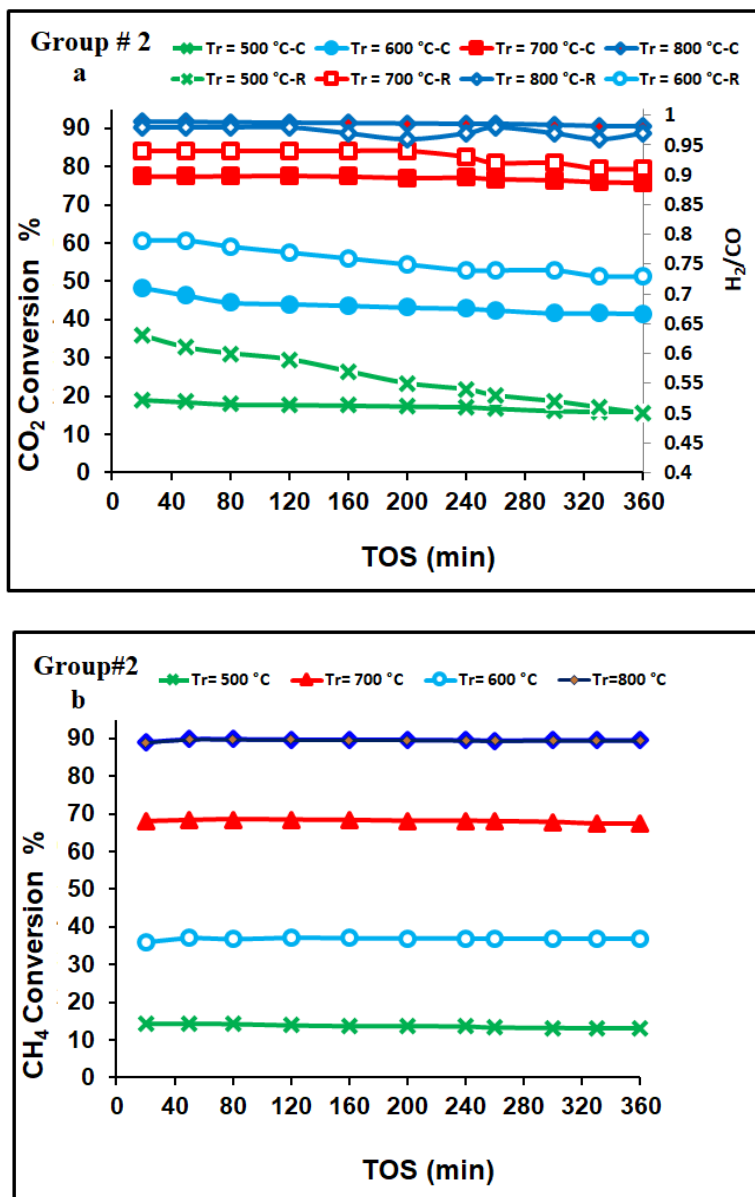 Group # 2
a
Tr = 500 °C-C Tr = 600 °C-C Tr = 700 °C-C Tr = 800 °C-C
Tr = 500 °C-R Tr = 700 °C-R Tr = 800 °C-R Tr = 600 °C-R
CO₂ Conversion %
90
80
70
60
50
40
30
20
10
0
1
0.95
0.9
0.85
0.8
0.75
0.7
0.65
0.6
0.55
0.5
0.45
0.4
H₂/CO
0 40 80 120 160 200 240 280 320 360
TOS (min)
Group#2
b
Tr= 500 °C Tr= 700 °C Tr= 600 °C Tr=800 °C
CH₄ Conversion %
90
80
70
60
50
40
30
20
10
0
0 40 80 120 160 200 240 280 320 360
TOS (min)